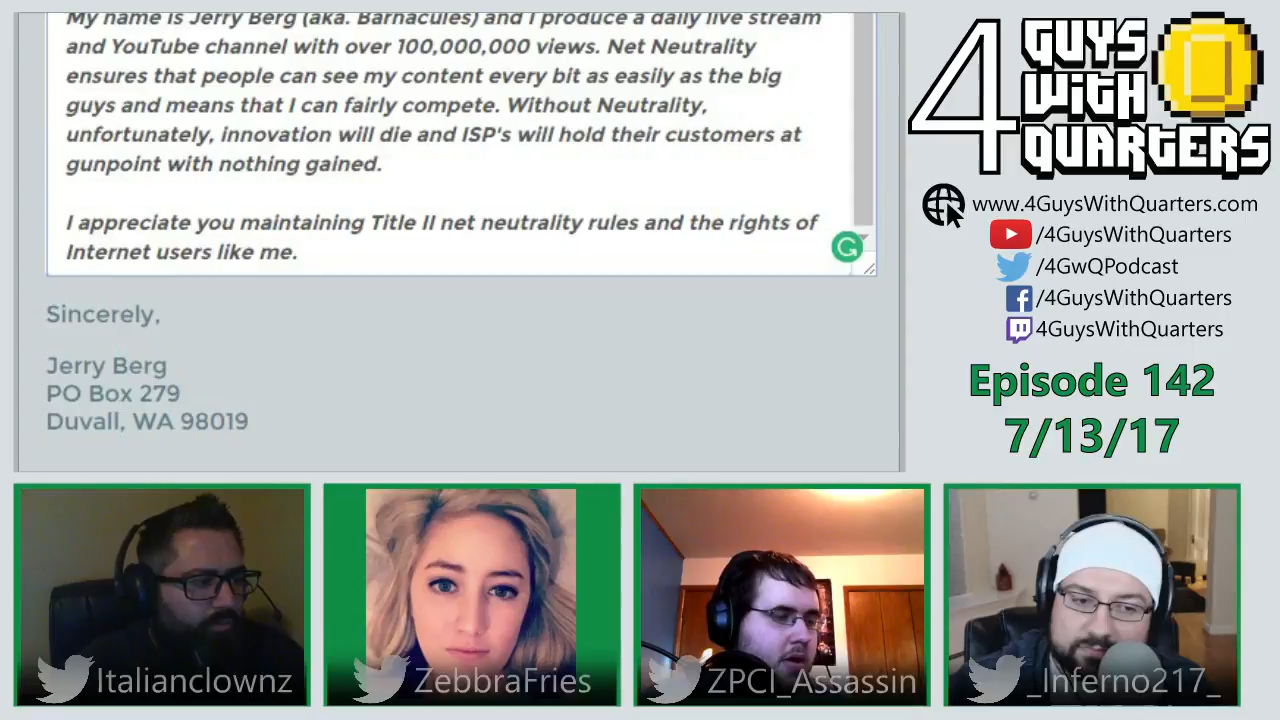 My name is Jerry Berg (aka. Barnacules) and I produce a daily live stream
and YouTube channel with over 100,000,000 views. Net Neutrality
ensures that people can see my content every bit as easily as the big
guys and means that I can fairly compete. Without Neutrality,
unfortunately, innovation will die and ISP's will hold their customers at
gunpoint with nothing gained.
I appreciate you maintaining Title II net neutrality rules and the rights of
Internet users like me.
Sincerely,
Jerry Berg
PO Box 279
Duvall, WA 98019
4 GUYS
WITH
QUARTERS
www.4GuysWithQuarters.com
/4GuysWithQuarters
/4GwQPodcast
/4GuysWithQuarters
4GuysWithQuarters
Episode 142
7/13/17
Italianclownz
ZebbraFries
ZPCI_Assassin
_Inferno217_